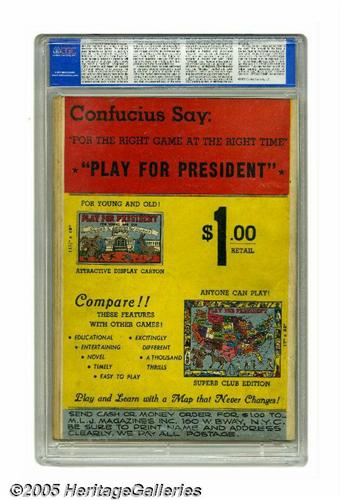 CGC
Confucius Say:
"FOR THE RIGHT GAME AT THE RIGHT TIME"
★ "PLAY FOR PRESIDENT" ★
FOR YOUNG AND OLD!
PLAY FOR PRESIDENT
ATTRACTIVE DISPLAY CARTON
$1.00
RETAIL
ANYONE CAN PLAY!
SUPERB CLUB EDITION
Compare!!
THESE FEATURES
WITH OTHER GAMES!
• EDUCATIONAL
• ENTERTAINING
• NOVEL
• TIMELY
• EASY TO PLAY
• EXCITINGLY
DIFFERENT
• A THOUSAND
THRILLS
Play and Learn with a Map that Never Changes!
SEND CASH OR MONEY ORDER FOR $1.00 TO
M.L.J. MAGAZINES INC. 160 W. BWAY, N.Y.C.
BE SURE TO PRINT NAME AND ADDRESS
CLEARLY. WE PAY ALL POSTAGE.
©2005 HeritageGalleries.com